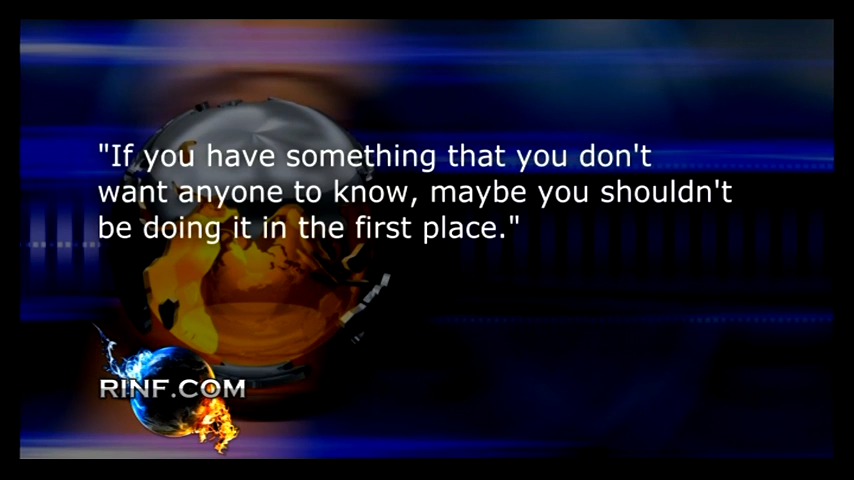 "If you have something that you don't
want anyone to know, maybe you shouldn't
be doing it in the first place."
RINF.COM